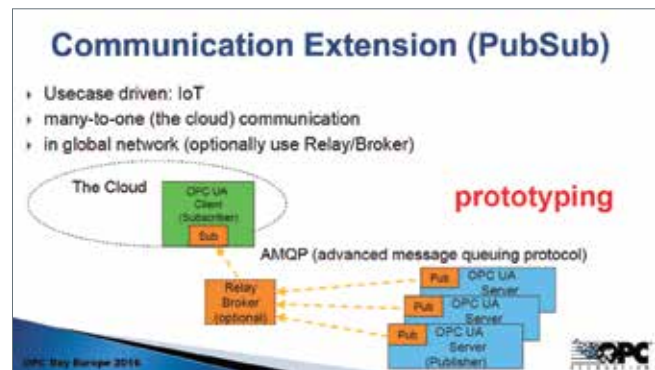 Communication Extension (PubSub)
Usecase driven: IoT
many-to-one (the cloud) communication
in global network (optionally use Relay/Broker)
The Cloud
OPC UA
Client
(Subscriber)
Sub
prototyping
AMQP (advanced message queuing protocol)
Relay
Broker
(optional)
Pub
OPC UA
Server
Pub
OPC UA
Server
Pub
OPC UA
Server
(Publisher)
OPC Day Europe 2016
OPC
FOUNDATION